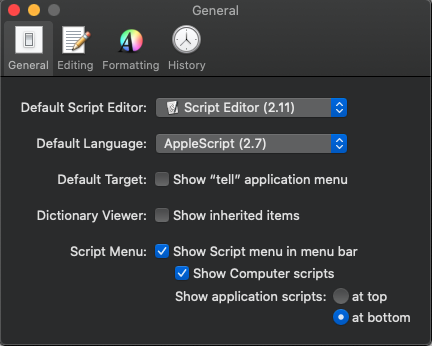 General
General Editing Formatting History
Default Script Editor: Script Editor (2.11)
Default Language: AppleScript (2.7)
Default Target: Show “tell” application menu
Dictionary Viewer: Show inherited items
Script Menu: Show Script menu in menu bar
Show Computer scripts
Show application scripts: at top
at bottom